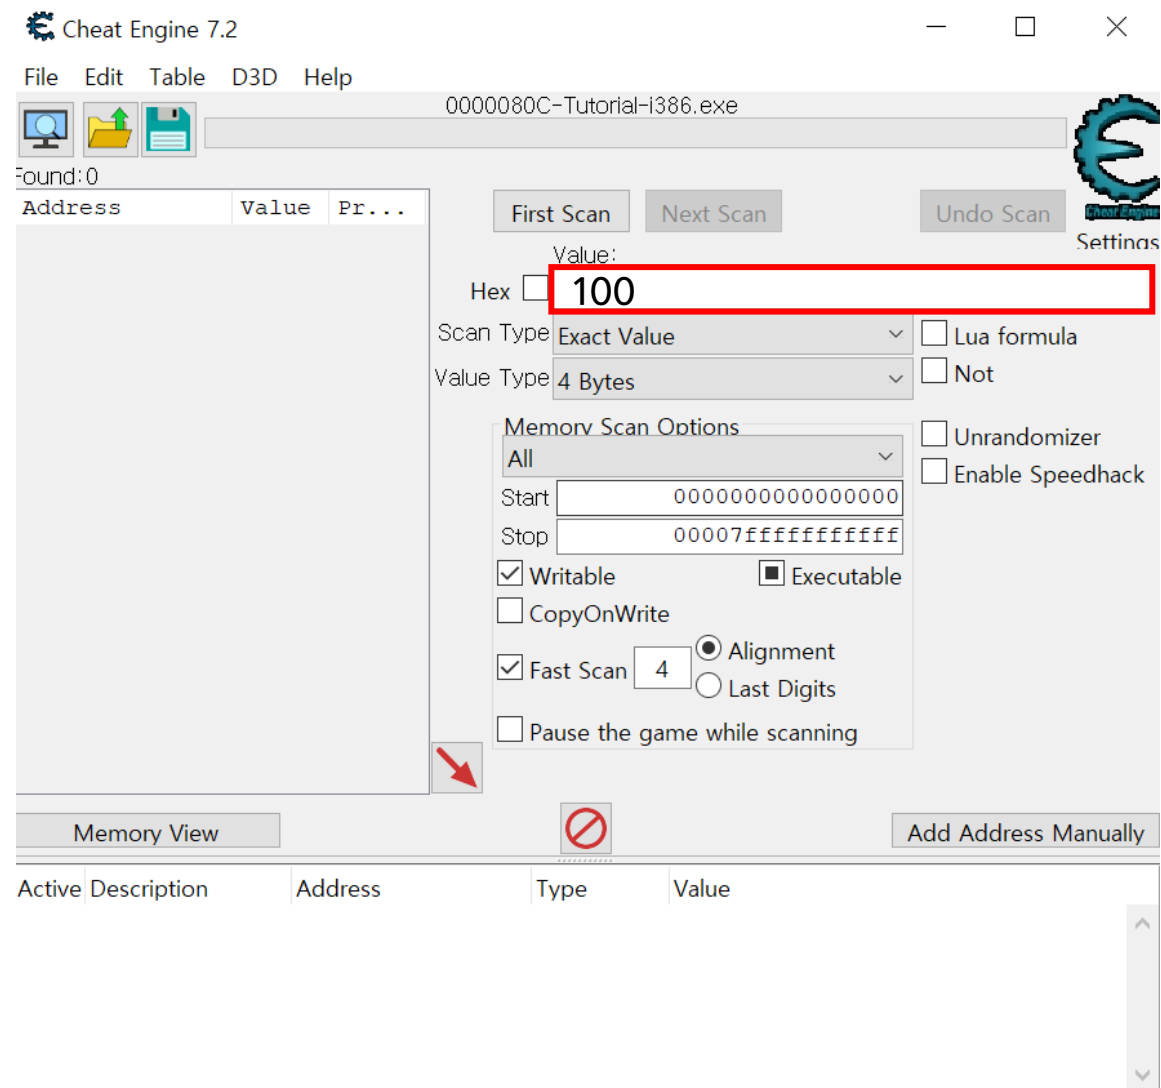 Cheat Engine 7.2
File Edit Table D3D Help
0000080C-Tutorial-i386.exe
Found:0
Address Value Pr...
First Scan Next Scan Undo Scan
Cheat Engine
Settings
Value:
Hex 100
Scan Type Exact Value Lua formula
Value Type 4 Bytes Not
Memory Scan Options
All
Unrandomizer
Enable Speedhack
Start 0000000000000000
Stop 00007fffffffffff
Writable Executable
CopyOnWrite
Fast Scan 4 Alignment
Last Digits
Pause the game while scanning
Memory View Add Address Manually
Active Description Address Type Value